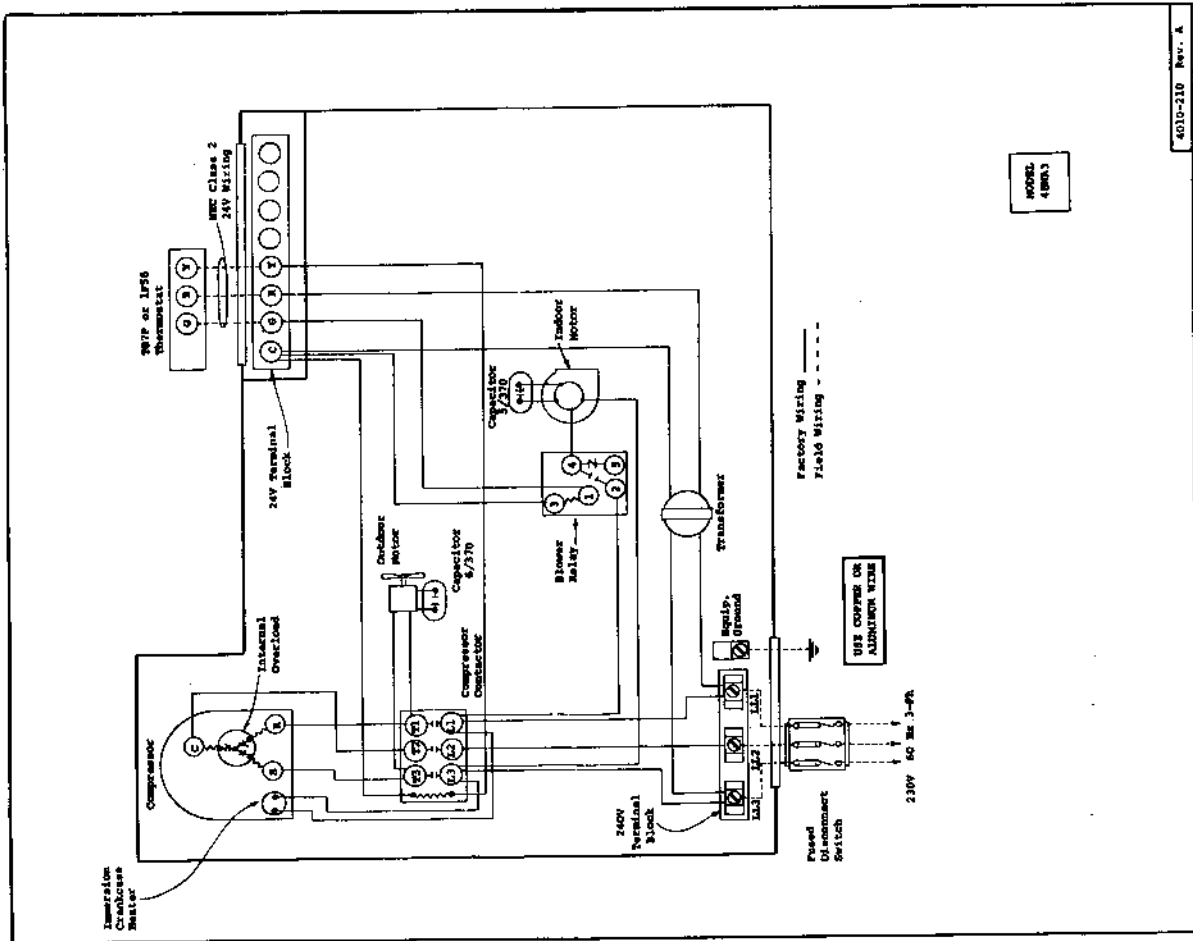 4010-210 Rev. A
T87F or 1F56
Thermostat
G
R
Y
NEC Class 2
24V Wiring
C
G
R
Y
24V Terminal
Block
Compressor
Internal
Overload
C
S
R
Immersion
Crankcase
Heater
Outdoor
Motor
Capacitor
6/370
Compressor
Contactor
T3
T2
T1
L3
L2
L1
Capacitor
5/370
Indoor
Motor
Blower
Relay
3
1
4
2
5
Transformer
240V
Terminal
Block
Equip.
Ground
LL3
LL2
LL1
Fused
Disconnect
Switch
230V 60 Hz 3-Ph
USE COPPER OR
ALUMINUM WIRE
Factory Wiring
Field Wiring
MODEL